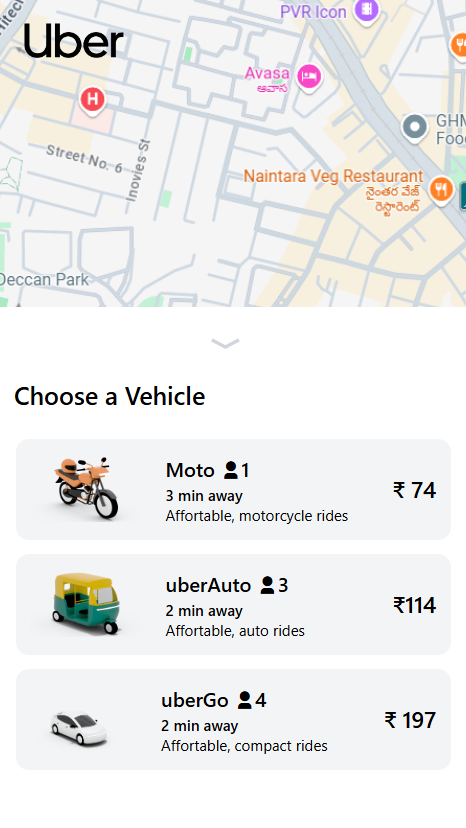 PVR Icon
Uber
Avasa
ఆవాస
H
GHM
Food
Street No. 6
Inovies-St
Naintara Veg Restaurant
నైంతర వేజ్
రెస్టారెంట్
Deccan Park
Choose a Vehicle
Moto 1
3 min away
₹ 74
Affortable, motorcycle rides
uberAuto 3
2 min away
₹114
Affortable, auto rides
uberGo 4
2 min away
₹ 197
Affortable, compact rides